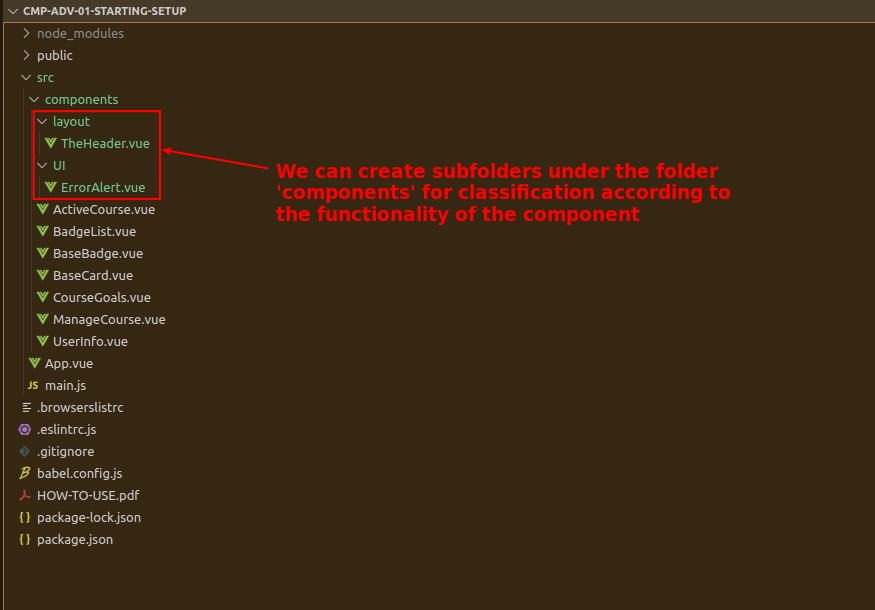 CMP-ADV-01-STARTING-SETUP
node_modules
public
src
components
layout
TheHeader.vue
UI
ErrorAlert.vue
ActiveCourse.vue
BadgeList.vue
BaseBadge.vue
BaseCard.vue
CourseGoals.vue
ManageCourse.vue
UserInfo.vue
App.vue
JS main.js
.browserslistrc
.eslintrc.js
.gitignore
babel.config.js
HOW-TO-USE.pdf
{} package-lock.json
{} package.json
We can create subfolders under the folder
'components' for classification according to
the functionality of the component